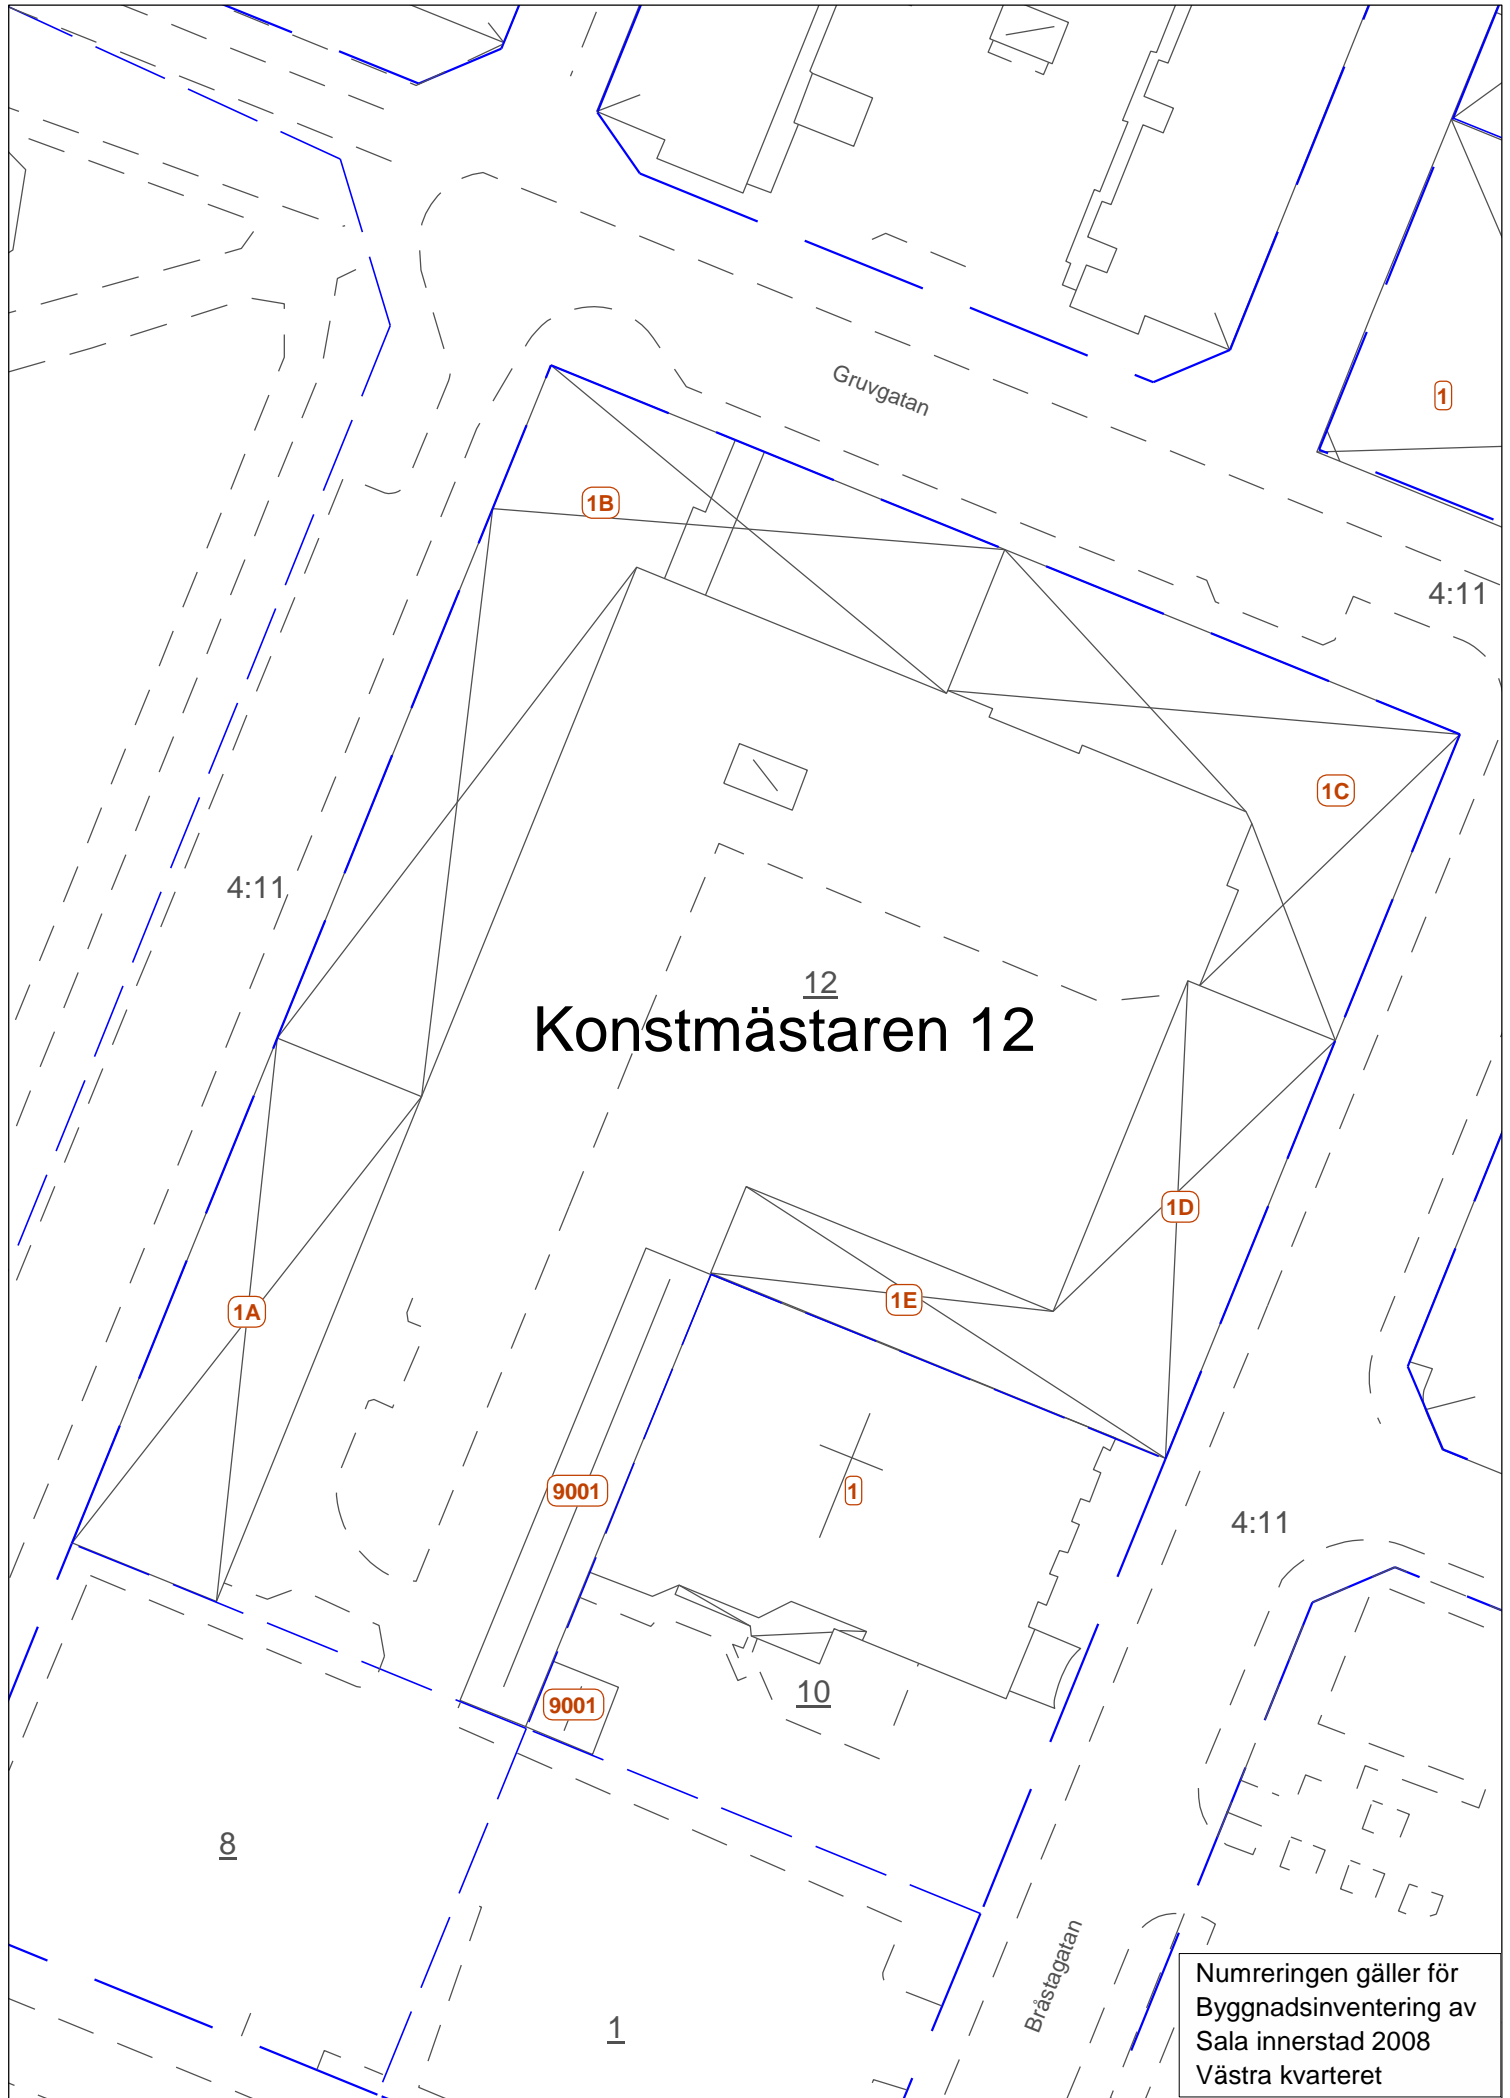 Gruvgatan
1
1B
4:11
1C
4:11
12
Konstmästaren 12
1D
1E
1A
9001
1
4:11
10
9001
8
Bråstagatan
1
Numreringen gäller för
Byggnadsinventering av
Sala innerstad 2008
Västra kvarteret